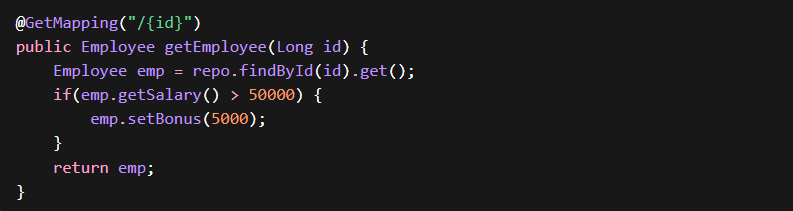 @GetMapping("/{id}")
public Employee getEmployee(Long id) {
    Employee emp = repo.findById(id).get();
    if(emp.getSalary() > 50000) {
        emp.setBonus(5000);
    }
    return emp;
}